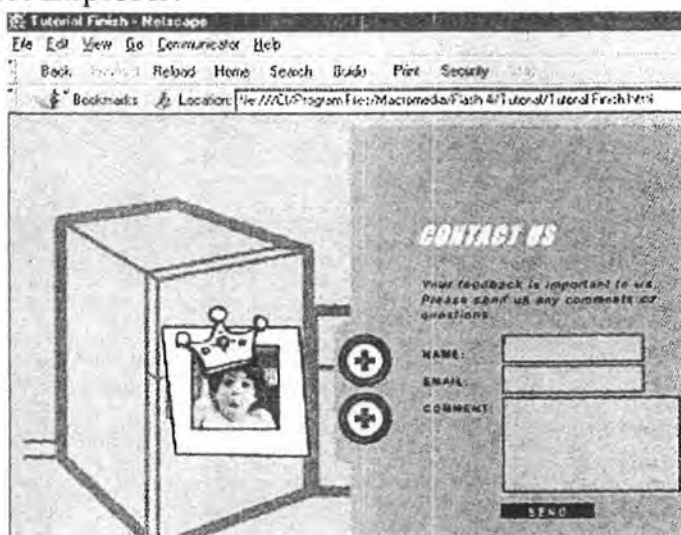 Tutorial Finish - Netscape
File Edit View Go Communicator Help
Back Reload Home Search Guide Print Security
Bookmarks Location: file:///C|/Program Files/Macromedia/Flash 4/Tutorial/Tutorial Finish.html
CONTACT US
Your feedback is important to us.
Please send us any comments or
questions.
NAME:
EMAIL:
COMMENT:
SEND